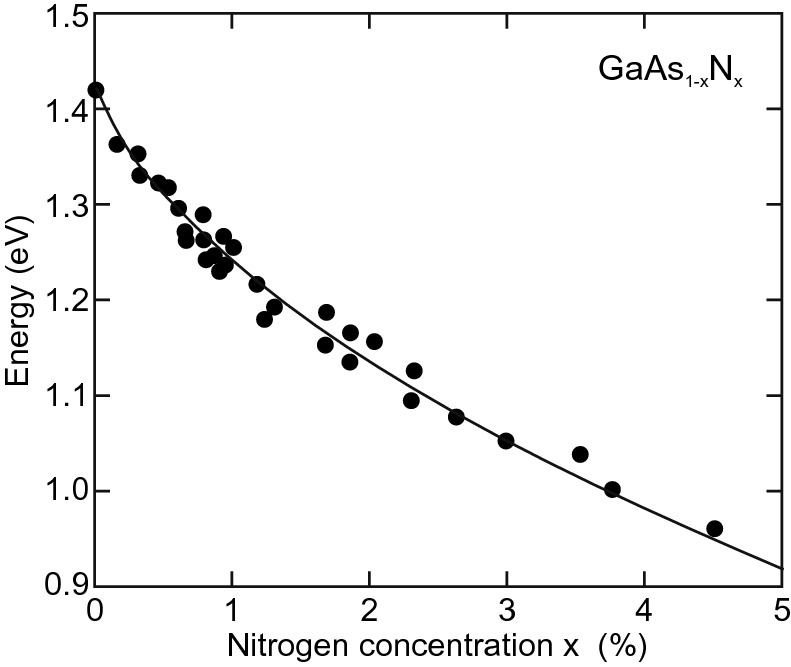 1.5
GaAs1-xNx
1.4
1.3
1.2
1.1
1.0
0.9
Energy (eV)
0 1 2 3 4 5
Nitrogen concentration x (%)